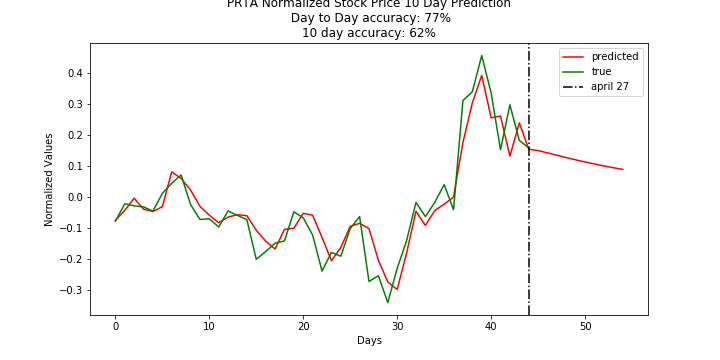 PRTA Normalized Stock Price 10 Day Prediction
Day to Day accuracy: 77%
10 day accuracy: 62%
predicted
true
april 27
0.4
0.3
0.2
0.1
0.0
−0.1
−0.2
−0.3
Normalized Values
0 10 20 30 40 50
Days